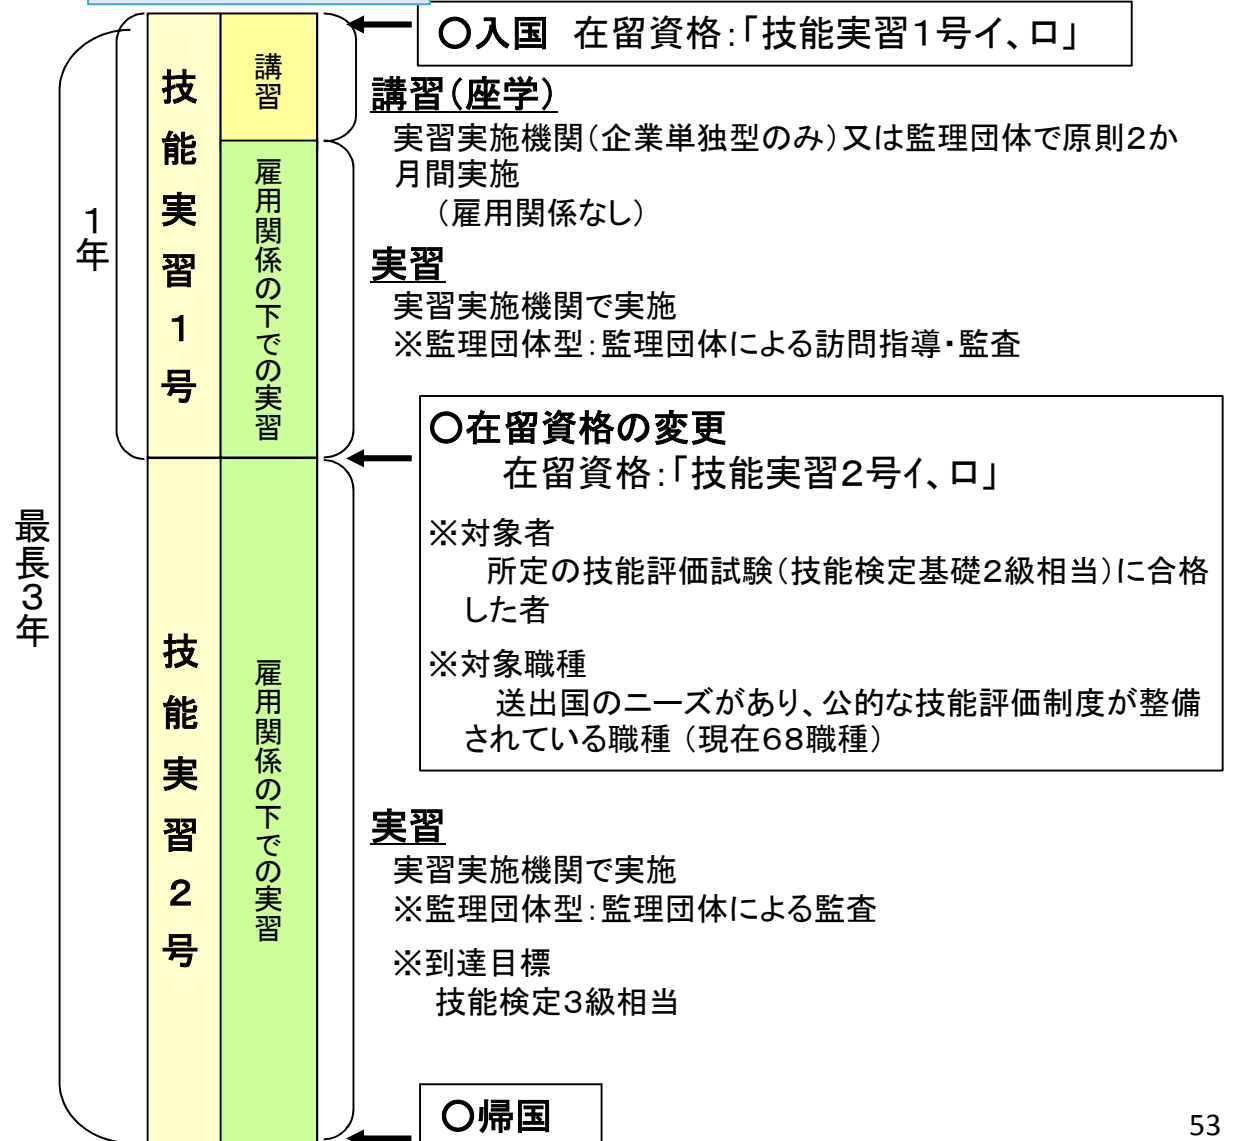 ○入国 在留資格:「技能実習1号イ、ロ」
講習(座学)
実習実施機関(企業単独型のみ)又は監理団体で原則2か
月間実施
(雇用関係なし)
実習
実習実施機関で実施
※監理団体型:監理団体による訪問指導・監査
○在留資格の変更
在留資格:「技能実習2号イ、ロ」
※対象者
所定の技能評価試験(技能検定基礎2級相当)に合格
した者
※対象職種
送出国のニーズがあり、公的な技能評価制度が整備
されている職種 (現在68職種)
実習
実習実施機関で実施
※監理団体型:監理団体による監査
※到達目標
技能検定3級相当
○帰国
最長3年
1年
技能実習1号
講習
雇用関係の下での実習
技能実習2号
雇用関係の下での実習
53